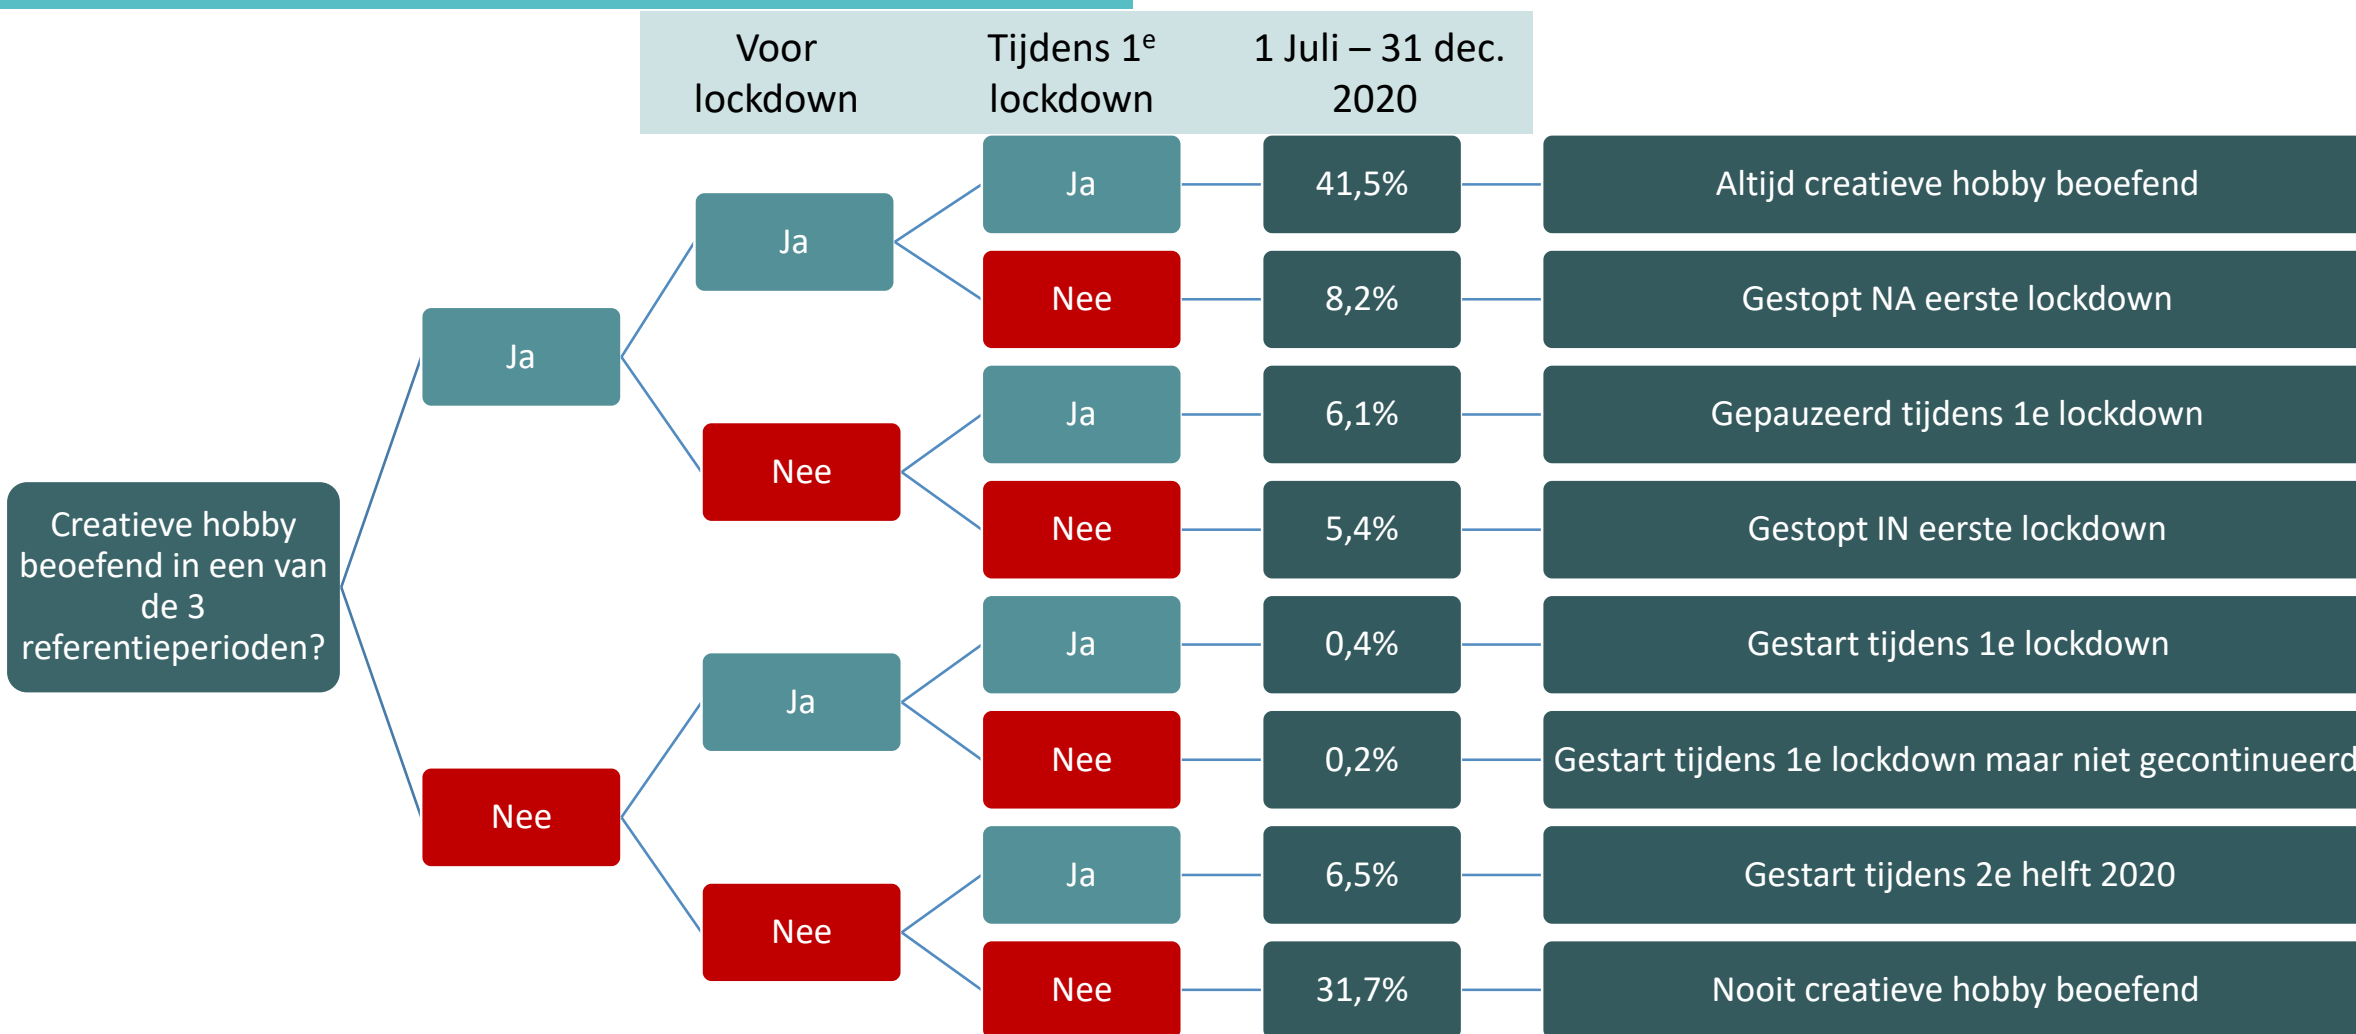 Voor
lockdown
Tijdens 1e
lockdown
1 Juli – 31 dec.
2020
Creatieve hobby
beoefend in een van
de 3
referentieperioden?
Ja
Ja
Ja
41,5%
Altijd creatieve hobby beoefend
Nee
8,2%
Gestopt NA eerste lockdown
Nee
Ja
6,1%
Gepauzeerd tijdens 1e lockdown
Nee
5,4%
Gestopt IN eerste lockdown
Nee
Ja
Ja
0,4%
Gestart tijdens 1e lockdown
Nee
0,2%
Gestart tijdens 1e lockdown maar niet gecontinueerd
Nee
Ja
6,5%
Gestart tijdens 2e helft 2020
Nee
31,7%
Nooit creatieve hobby beoefend